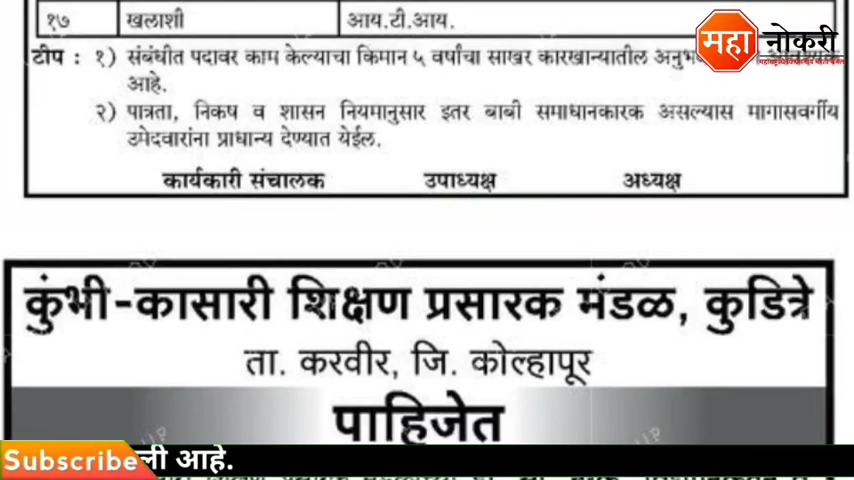 १७ खलाशी आय.टी.आय.
महा नोकरी
टीप : १) संबंधीत पदावर काम केल्याचा किमान ५ वर्षांचा साखर कारखान्यातील
आहे.
२) पात्रता, निकष व शासन नियमानुसार इतर बाबी समाधानकारक असल्यास मागासवर्गीय
उमेदवारांना प्राधान्य देण्यात येईल.
कार्यकारी संचालक उपाध्यक्ष अध्यक्ष
कुंभी-कासारी शिक्षण प्रसारक मंडळ, कुडित्रे
ता. करवीर, जि. कोल्हापूर
पाहिजेत
Subscribe ली आहे.